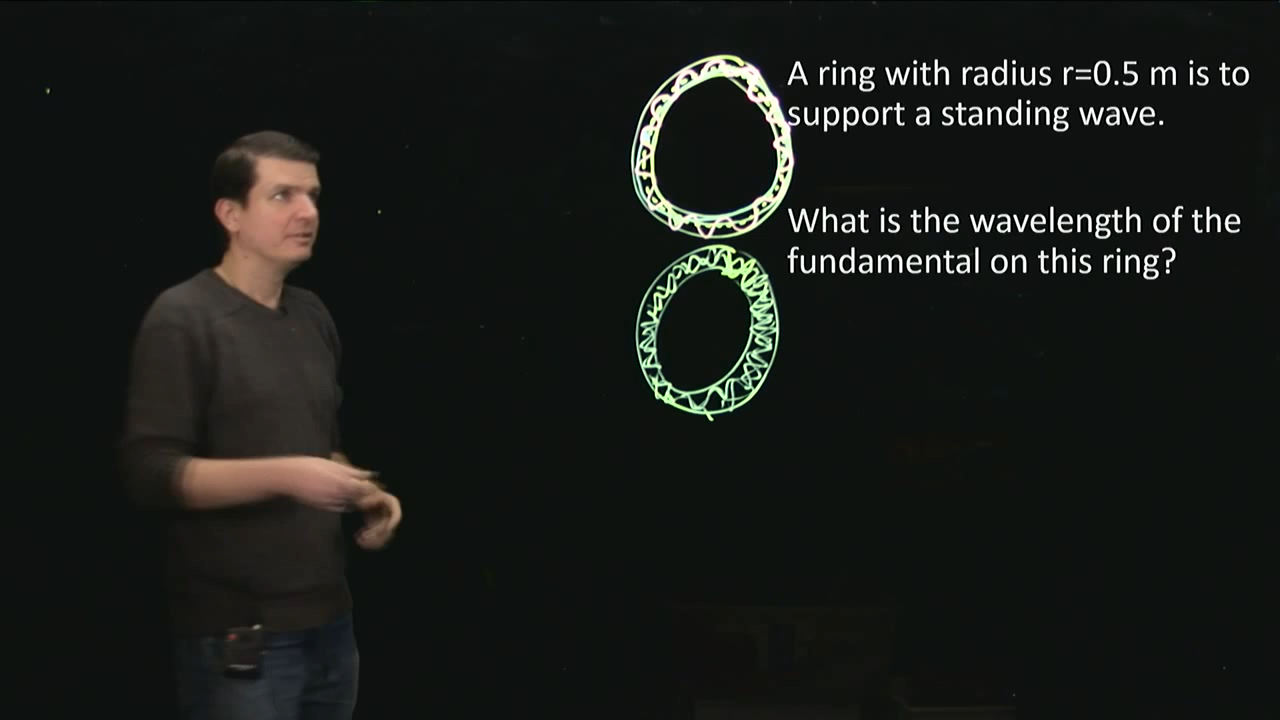 A ring with radius r=0.5 m is to
support a standing wave.
What is the wavelength of the
fundamental on this ring?